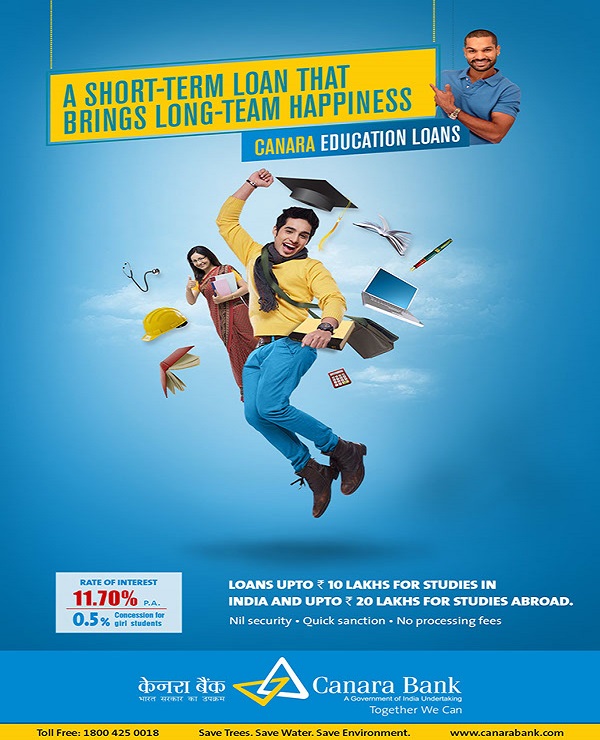 A SHORT-TERM LOAN THAT
BRINGS LONG-TEAM HAPPINESS
CANARA EDUCATION LOANS
RATE OF INTEREST
11.70% P.A.
0.5% Concession for
girl students
LOANS UPTO ₹ 10 LAKHS FOR STUDIES IN
INDIA AND UPTO ₹ 20 LAKHS FOR STUDIES ABROAD.
Nil security • Quick sanction • No processing fees
केनरा बैंक
भारत सरकार का उपक्रम
Canara Bank
A Government of India Undertaking
Together We Can
Toll Free: 1800 425 0018 Save Trees. Save Water. Save Environment. www.canarabank.com